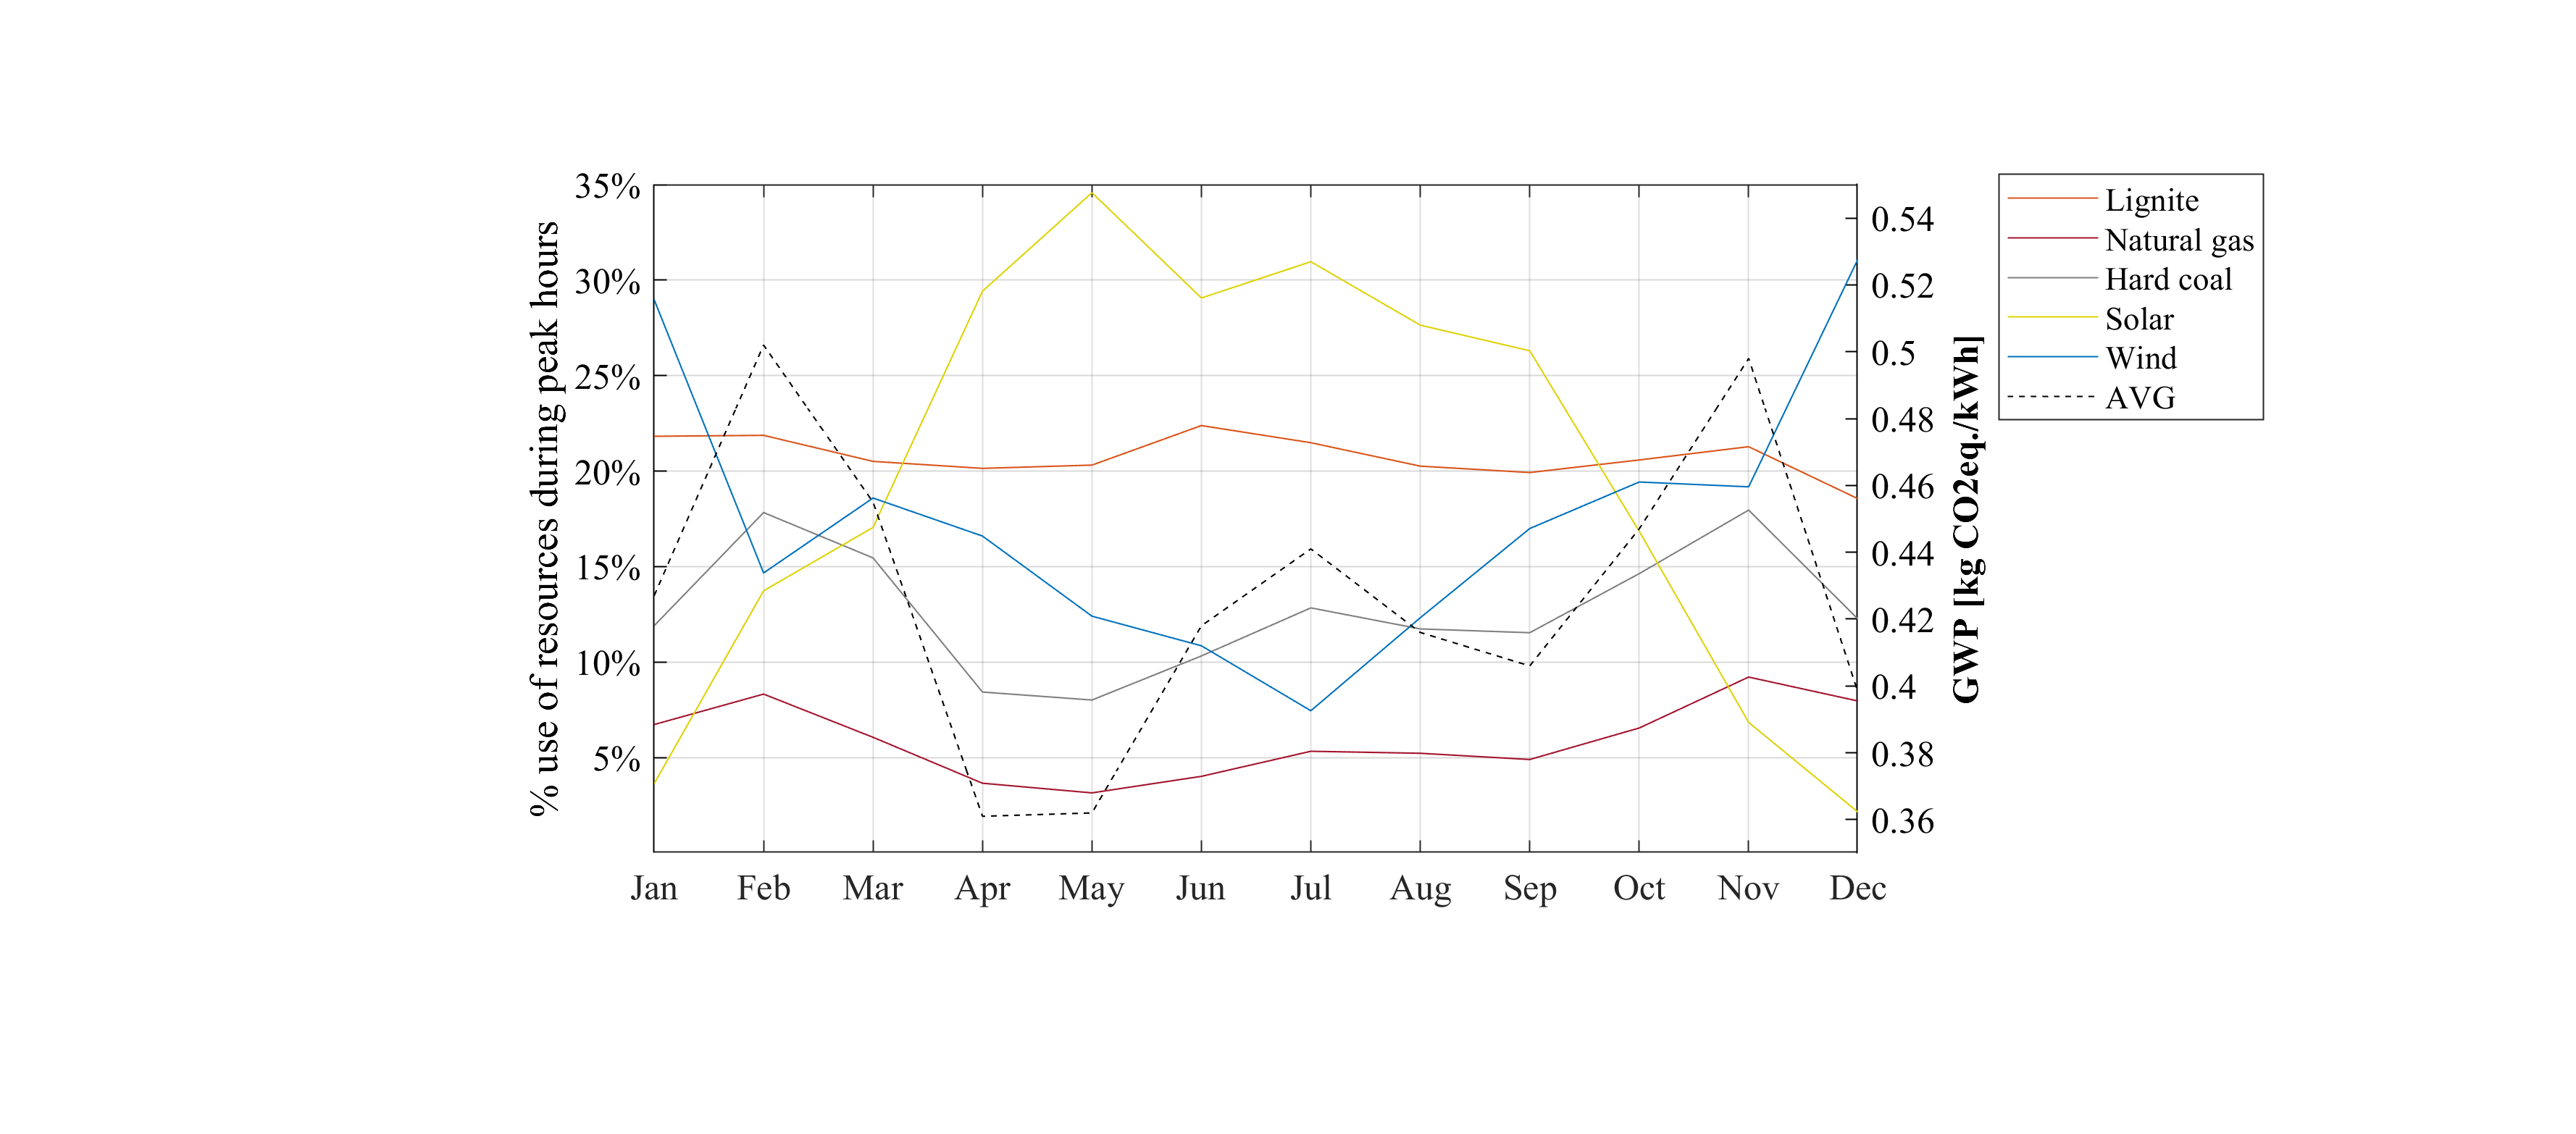 35%
30%
25%
20%
15%
10%
5%
% use of resources during peak hours
Jan Feb Mar Apr May Jun Jul Aug Sep Oct Nov Dec
0.54
0.52
0.5
0.48
0.46
0.44
0.42
0.4
0.38
0.36
GWP [kg CO2eq./kWh]
Lignite
Natural gas
Hard coal
Solar
Wind
AVG